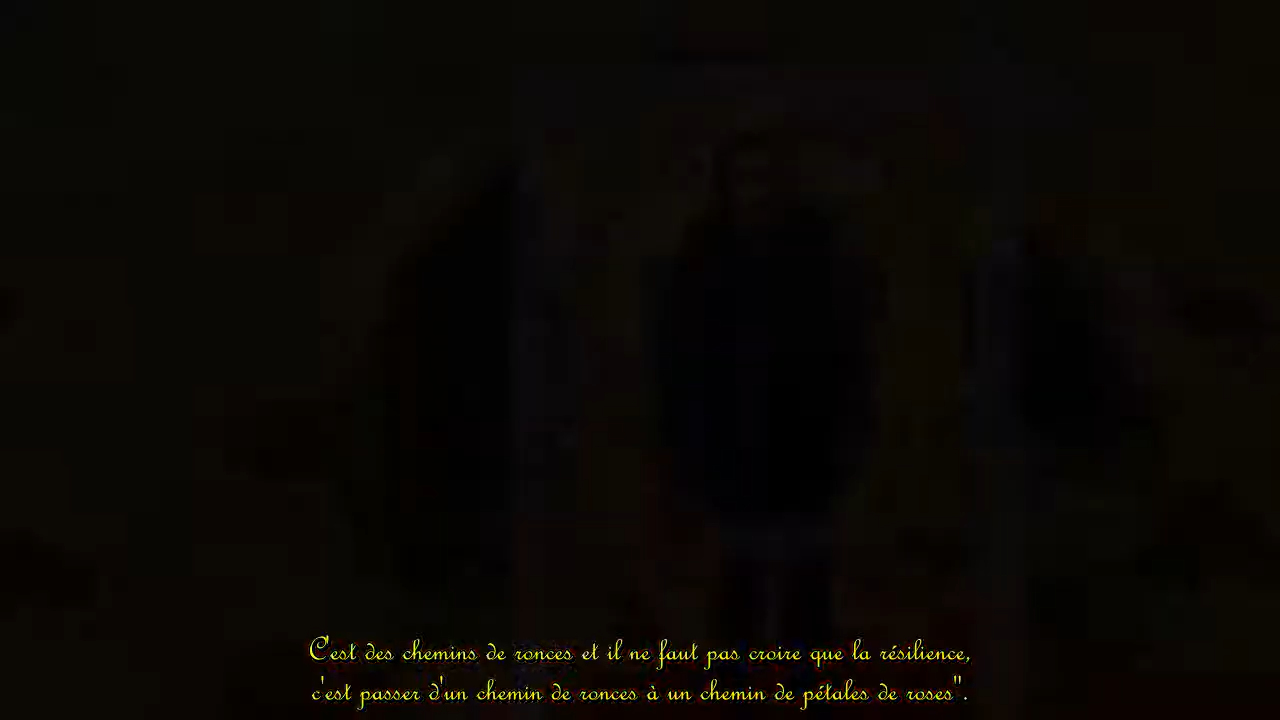 C'est des chemins de ronces et il ne faut pas croire que la résilience,
c'est passer d'un chemin de ronces à un chemin de pétales de roses".